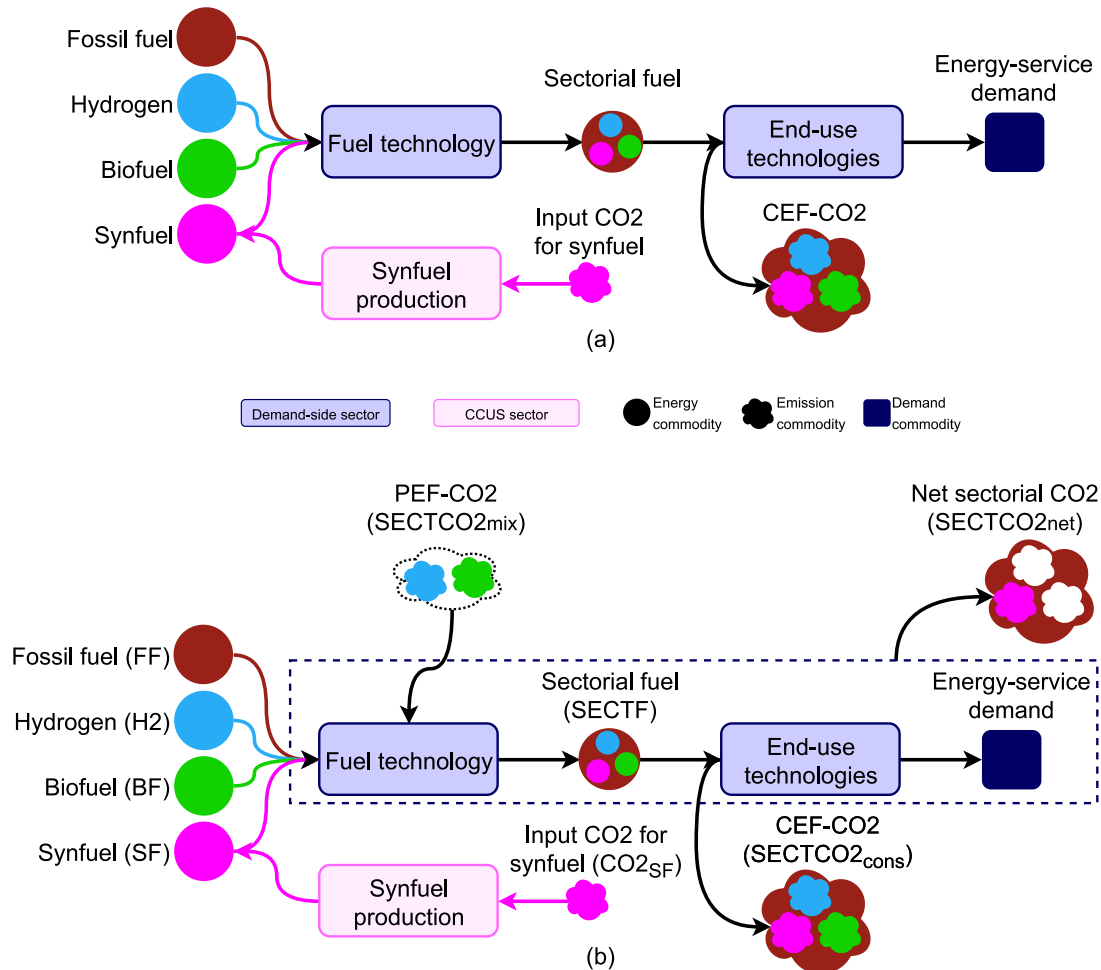 Fossil fuel
Hydrogen
Biofuel
Synfuel
Fuel technology
Sectorial fuel
End-use
technologies
Energy-service
demand
Synfuel
production
Input CO2
for synfuel
CEF-CO2
(a)
Demand-side sector
CCUS sector
Energy
commodity
Emission
commodity
Demand
commodity
PEF-CO2
(SECTCO2mix)
Net sectorial CO2
(SECTCO2net)
Fossil fuel (FF)
Hydrogen (H2)
Biofuel (BF)
Synfuel (SF)
Fuel technology
Sectorial fuel
(SECTF)
End-use
technologies
Energy-service
demand
Synfuel
production
Input CO2 for
synfuel (CO2SF)
CEF-CO2
(SECTCO2cons)
(b)